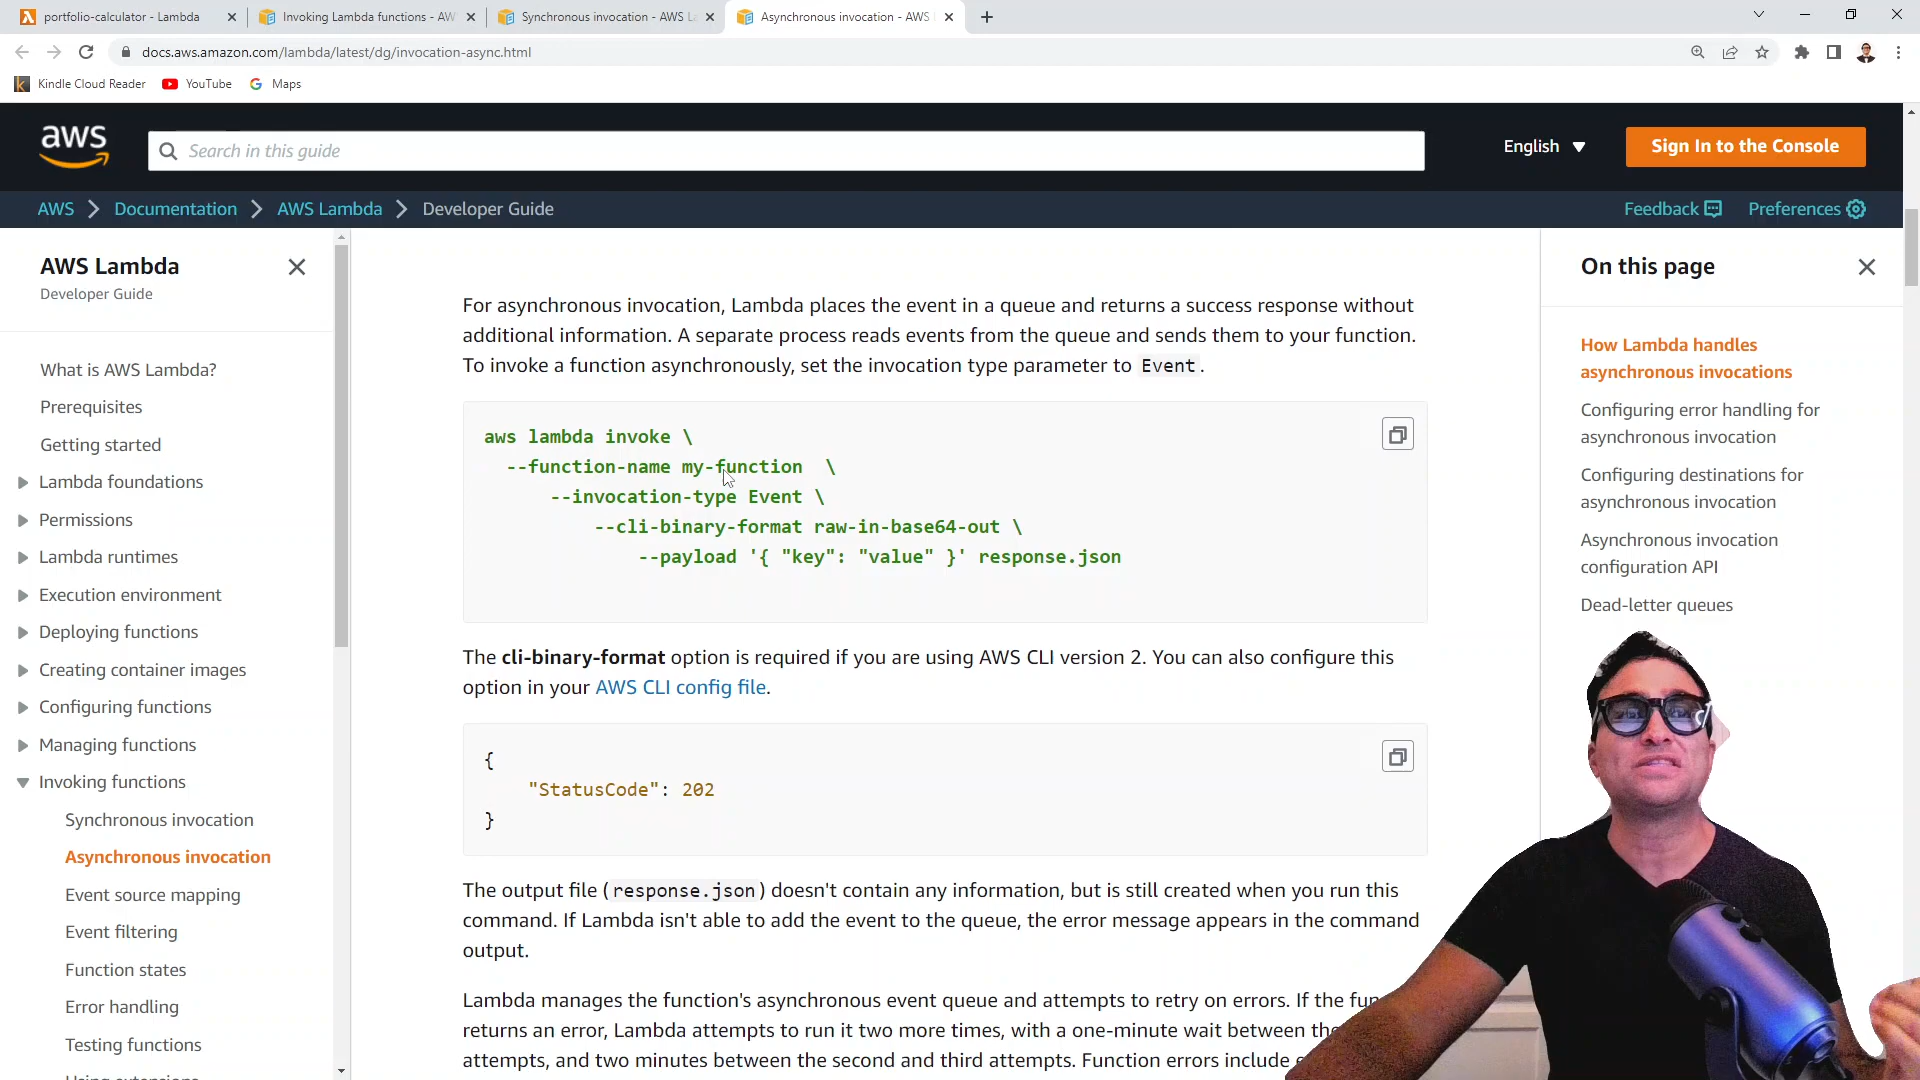 portfolio-calculator - Lambda
Invoking Lambda functions - AW
Synchronous invocation - AWS La
Asynchronous invocation - AWS
docs.aws.amazon.com/lambda/latest/dg/invocation-async.html
Kindle Cloud Reader
YouTube
Maps
aws
Search in this guide
English
Sign In to the Console
AWS
Documentation
AWS Lambda
Developer Guide
Feedback
Preferences
AWS Lambda
Developer Guide
What is AWS Lambda?
Prerequisites
Getting started
Lambda foundations
Permissions
Lambda runtimes
Execution environment
Deploying functions
Creating container images
Configuring functions
Managing functions
Invoking functions
Synchronous invocation
Asynchronous invocation
Event source mapping
Event filtering
Function states
Error handling
Testing functions
Using extensions
For asynchronous invocation, Lambda places the event in a queue and returns a success response without
additional information. A separate process reads events from the queue and sends them to your function.
To invoke a function asynchronously, set the invocation type parameter to Event.
aws lambda invoke \
--function-name my-function \
--invocation-type Event \
--cli-binary-format raw-in-base64-out \
--payload '{ "key": "value" }' response.json
The cli-binary-format option is required if you are using AWS CLI version 2. You can also configure this
option in your AWS CLI config file.
{
"StatusCode": 202
}
The output file (response.json) doesn't contain any information, but is still created when you run this
command. If Lambda isn't able to add the event to the queue, the error message appears in the command
output.
Lambda manages the function's asynchronous event queue and attempts to retry on errors. If the fun
returns an error, Lambda attempts to run it two more times, with a one-minute wait between the
attempts, and two minutes between the second and third attempts. Function errors include
On this page
How Lambda handles
asynchronous invocations
Configuring error handling for
asynchronous invocation
Configuring destinations for
asynchronous invocation
Asynchronous invocation
configuration API
Dead-letter queues